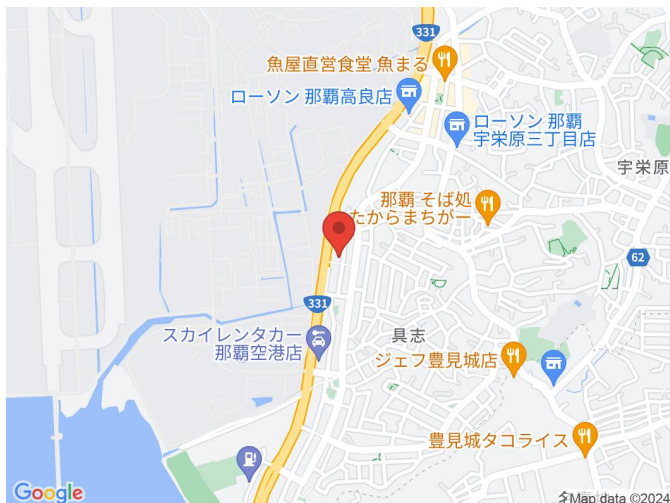 331
魚屋直営食堂 魚まる
ローソン 那覇高良店
ローソン 那覇
宇栄原三丁目店
宇栄原
那覇 そば処
たからまちがー
62
331
具志
スカイレンタカー
那覇空港店
ジェフ豊見城店
豊見城タコライス
Google
Map data ©2024